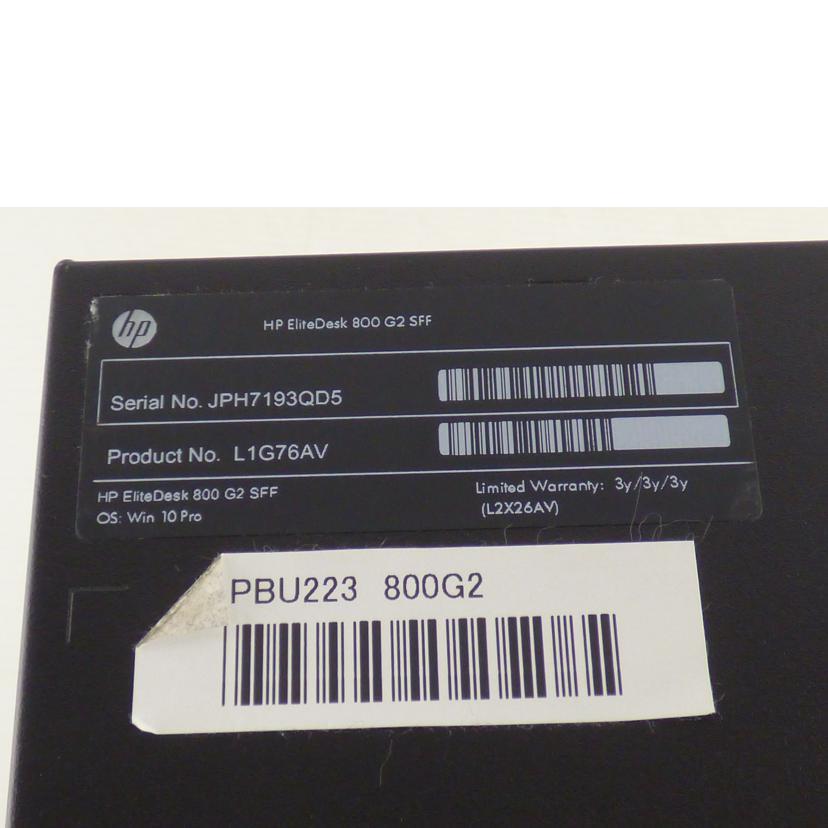 hp
HP EliteDesk 800 G2 SFF
Serial No. JPH7193QD5
Product No. L1G76AV
HP EliteDesk 800 G2 SFF
OS: Win 10 Pro
Limited Warranty: 3y/3y/3y
(L2X26AV)
PBU223 800G2